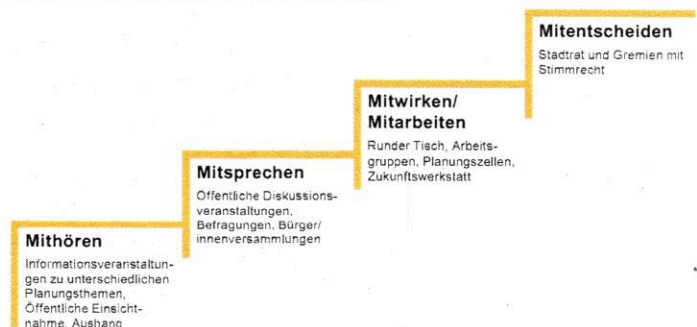 Mitentscheiden
Stadtrat und Gremien mit
Stimmrecht
Mitwirken/
Mitarbeiten
Runder Tisch, Arbeits-
gruppen, Planungszellen,
Zukunftswerkstatt
Mitsprechen
Öffentliche Diskussions-
veranstaltungen,
Befragungen, Bürger/
innenversammlungen
Mithören
Informationsveranstaltun-
gen zu unterschiedlichen
Planungsthemen,
Öffentliche Einsicht-
nahme, Aushang